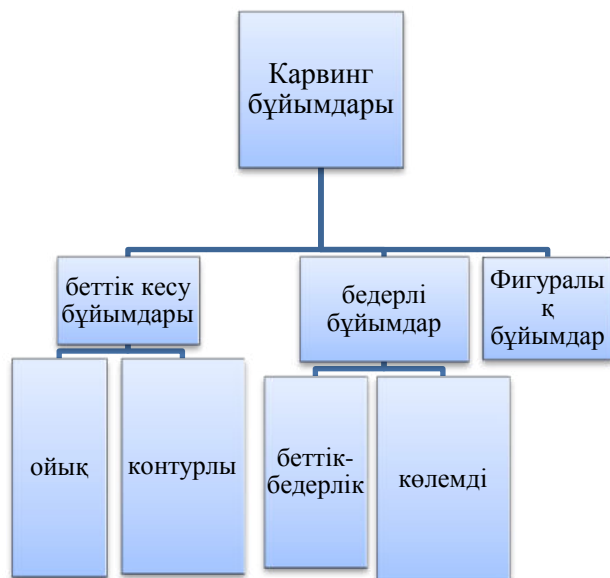 Карвинг
бұйымдары
беттік кесу
бұйымдары
бедерлі
бұйымдар
Фигуралы
қ
бұйымдар
ойық
контурлы
беттік-
бедерлік
көлемді